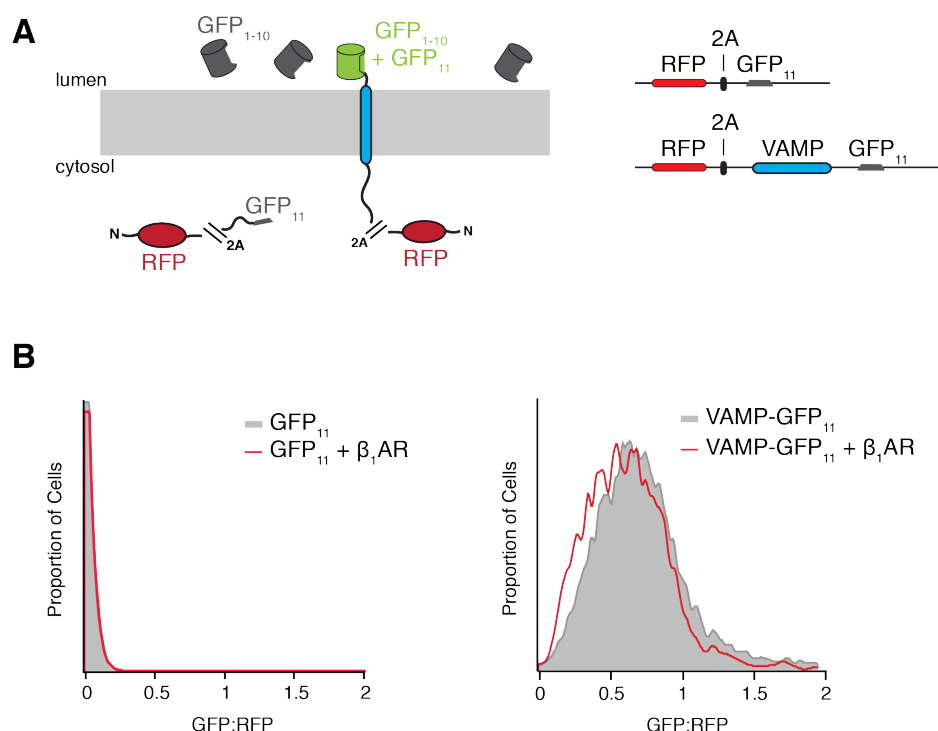 A
GFP1-10
GFP1-10
+ GFP11
lumen
cytosol
GFP11
N
2A
RFP
2A
N
RFP
2A
RFP
GFP11
2A
RFP
VAMP
GFP11
B
Proportion of Cells
GFP11
GFP11 + β1AR
0
0.5
1
1.5
2
GFP:RFP
Proportion of Cells
VAMP-GFP11
VAMP-GFP11 + β1AR
0
0.5
1
1.5
2
GFP:RFP